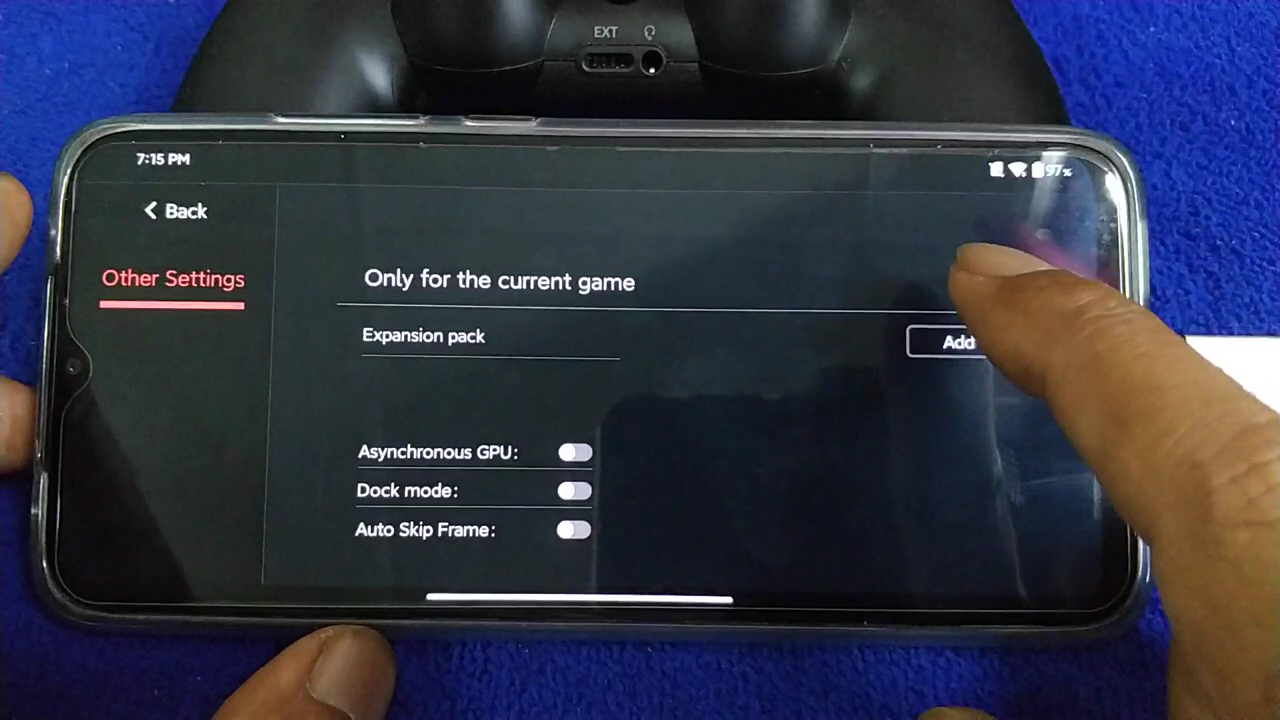 EXT
7:15 PM
97%
Back
Other Settings
Only for the current game
Expansion pack
Add
Asynchronous GPU:
Dock mode:
Auto Skip Frame: